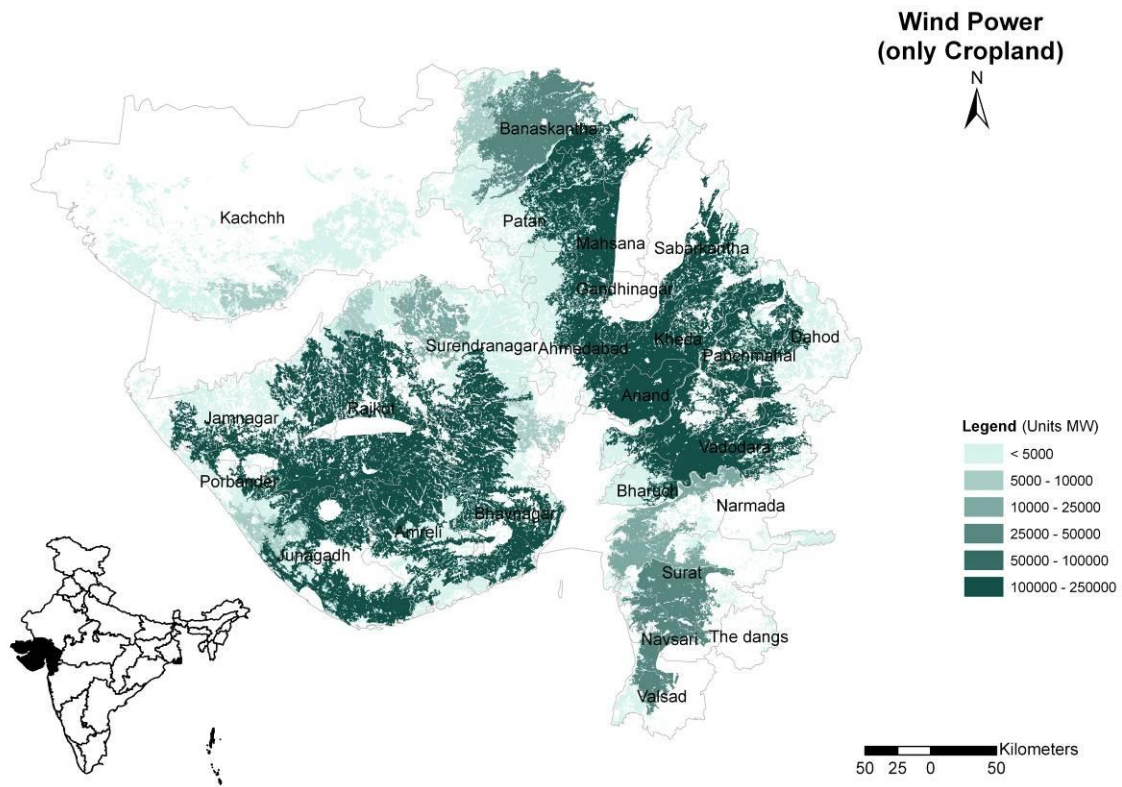 Wind Power
(only Cropland)
N
Banaskantha
Kachchh
Patan
Mahsana
Sabarkantha
Gandhinagar
Surendranagar
Ahmedabad
Kheda
Panchmahal
Dahod
Anand
Jamnagar
Rajkot
Vadodara
Porbander
Bharuch
Narmada
Bhavnagar
Amreli
Junagadh
Surat
Navsari
The dangs
Valsad
Legend (Units MW)
< 5000
5000 - 10000
10000 - 25000
25000 - 50000
50000 - 100000
100000 - 250000
Kilometers
50 25 0 50